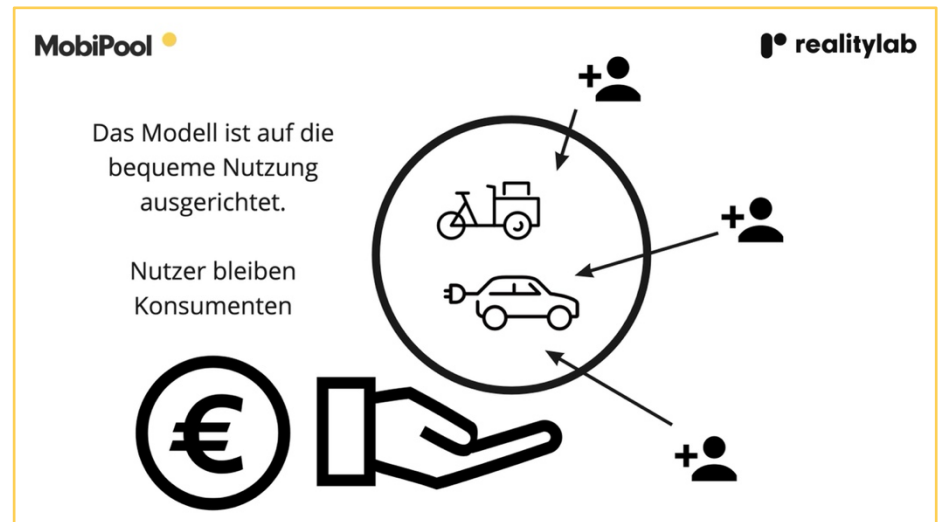 MobiPool
realitylab
Das Modell ist auf die
bequeme Nutzung
ausgerichtet.
Nutzer bleiben
Konsumenten
€